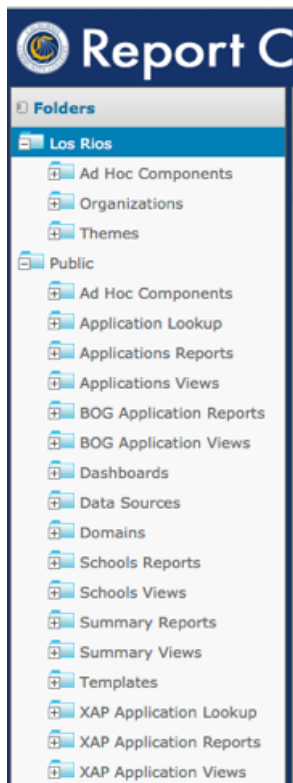 Report C
Folders
Los Rios
Ad Hoc Components
Organizations
Themes
Public
Ad Hoc Components
Application Lookup
Applications Reports
Applications Views
BOG Application Reports
BOG Application Views
Dashboards
Data Sources
Domains
Schools Reports
Schools Views
Summary Reports
Summary Views
Templates
XAP Application Lookup
XAP Application Reports
XAP Application Views